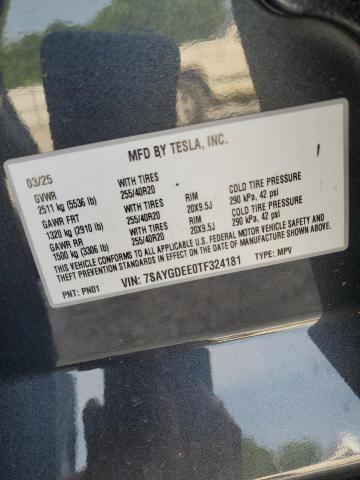 MFD BY TESLA, INC.
03/25
GVWR
2511 kg (5536 lb) WITH TIRES 255/40R20 RIM 20X9.5J COLD TIRE PRESSURE 290 kPa, 42 psi
GAWR FRT
1320 kg (2910 lb) WITH TIRES 255/40R20 RIM 20X9.5J COLD TIRE PRESSURE 290 kPa, 42 psi
GAWR RR
1500 kg (3306 lb) WITH TIRES 255/40R20
THIS VEHICLE CONFORMS TO ALL APPLICABLE U.S. FEDERAL MOTOR VEHICLE SAFETY AND
THEFT PREVENTION STANDARDS IN EFFECT ON THE DATE OF MANUFACTURE SHOWN ABOVE.
PNT: PN01 VIN: 7SAYGDEE0TF324181 TYPE: MPV